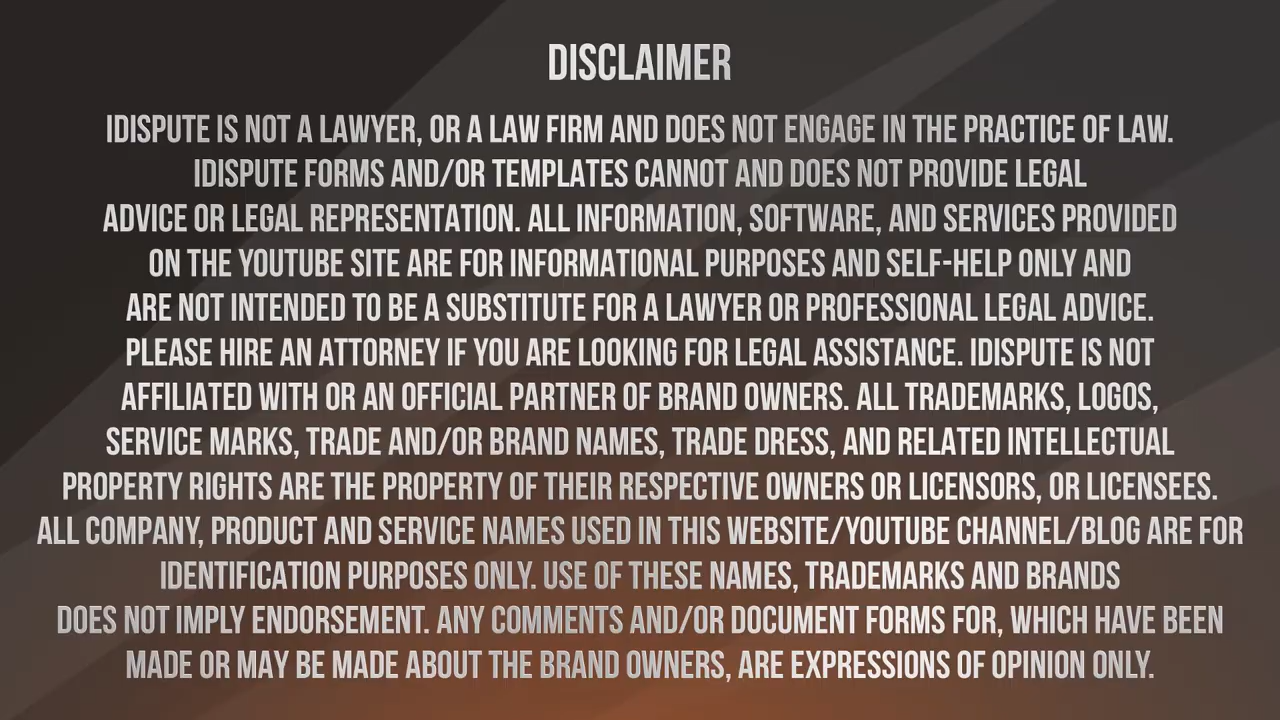 DISCLAIMER
IDISPUTE IS NOT A LAWYER, OR A LAW FIRM AND DOES NOT ENGAGE IN THE PRACTICE OF LAW.
IDISPUTE FORMS AND/OR TEMPLATES CANNOT AND DOES NOT PROVIDE LEGAL
ADVICE OR LEGAL REPRESENTATION. ALL INFORMATION, SOFTWARE, AND SERVICES PROVIDED
ON THE YOUTUBE SITE ARE FOR INFORMATIONAL PURPOSES AND SELF-HELP ONLY AND
ARE NOT INTENDED TO BE A SUBSTITUTE FOR A LAWYER OR PROFESSIONAL LEGAL ADVICE.
PLEASE HIRE AN ATTORNEY IF YOU ARE LOOKING FOR LEGAL ASSISTANCE. IDISPUTE IS NOT
AFFILIATED WITH OR AN OFFICIAL PARTNER OF BRAND OWNERS. ALL TRADEMARKS, LOGOS,
SERVICE MARKS, TRADE AND/OR BRAND NAMES, TRADE DRESS, AND RELATED INTELLECTUAL
PROPERTY RIGHTS ARE THE PROPERTY OF THEIR RESPECTIVE OWNERS OR LICENSORS, OR LICENSEES.
ALL COMPANY, PRODUCT AND SERVICE NAMES USED IN THIS WEBSITE/YOUTUBE CHANNEL/BLOG ARE FOR
IDENTIFICATION PURPOSES ONLY. USE OF THESE NAMES, TRADEMARKS AND BRANDS
DOES NOT IMPLY ENDORSEMENT. ANY COMMENTS AND/OR DOCUMENT FORMS FOR, WHICH HAVE BEEN
MADE OR MAY BE MADE ABOUT THE BRAND OWNERS, ARE EXPRESSIONS OF OPINION ONLY.